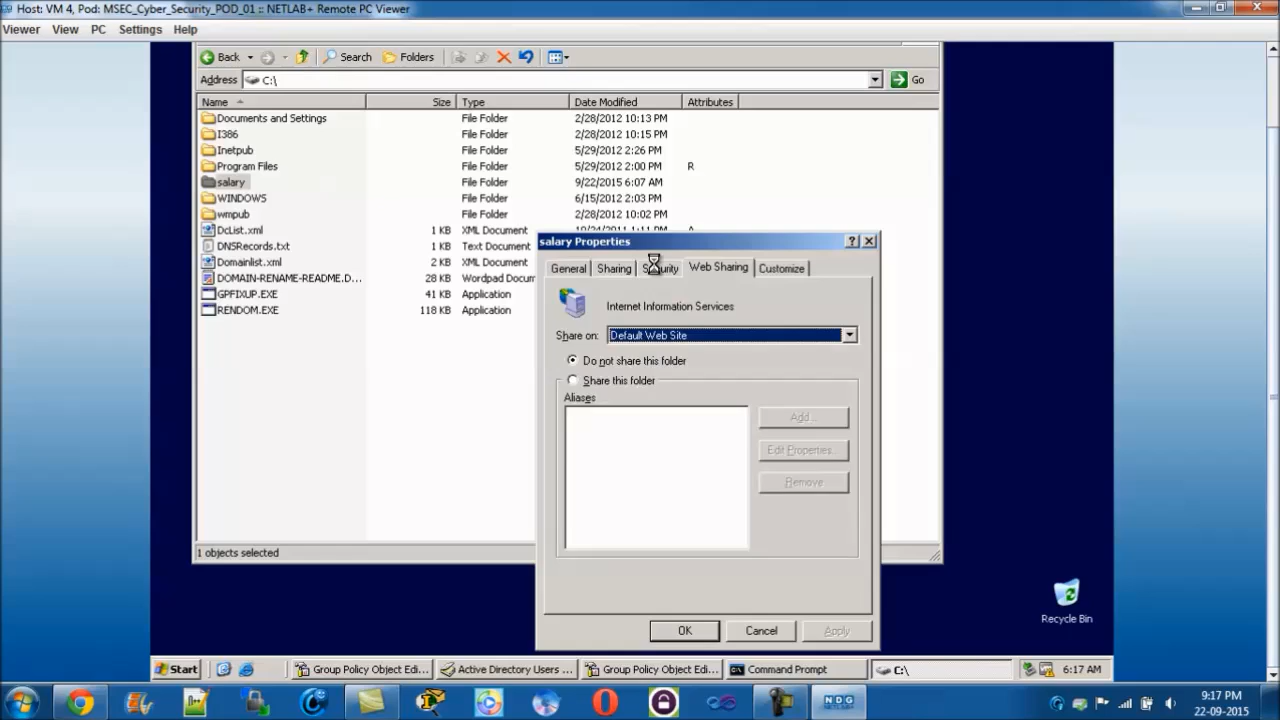 Host: VM 4, Pod: MSEC_Cyber_Security_POD_01 :: NETLAB+ Remote PC Viewer
Viewer View PC Settings Help
Back Search Folders
Address C:\ Go
Name Size Type Date Modified Attributes
Documents and Settings File Folder 2/28/2012 10:13 PM
I386 File Folder 2/28/2012 10:15 PM
Inetpub File Folder 5/29/2012 2:26 PM
Program Files File Folder 5/29/2012 2:00 PM R
salary File Folder 9/22/2015 6:07 AM
WINDOWS File Folder 6/15/2012 2:03 PM
wmpub File Folder 2/28/2012 10:02 PM
DcList.xml 1 KB XML Document 10/24/2011 1:11 PM A
DNSRecords.txt 1 KB Text Document
Domainlist.xml 2 KB XML Document
DOMAIN-RENAME-README.D... 28 KB Wordpad Docum
GPFIXUP.EXE 41 KB Application
RENDOM.EXE 118 KB Application
1 objects selected
salary Properties
General Sharing Security Web Sharing Customize
Internet Information Services
Share on: Default Web Site
Do not share this folder
Share this folder
Aliases
Add...
Edit Properties...
Remove
OK Cancel Apply
Recycle Bin
Start Group Policy Object Edi... Active Directory Users ... Group Policy Object Edi... Command Prompt C:\ 6:17 AM
NDG
NETLAB+
9:17 PM
22-09-2015